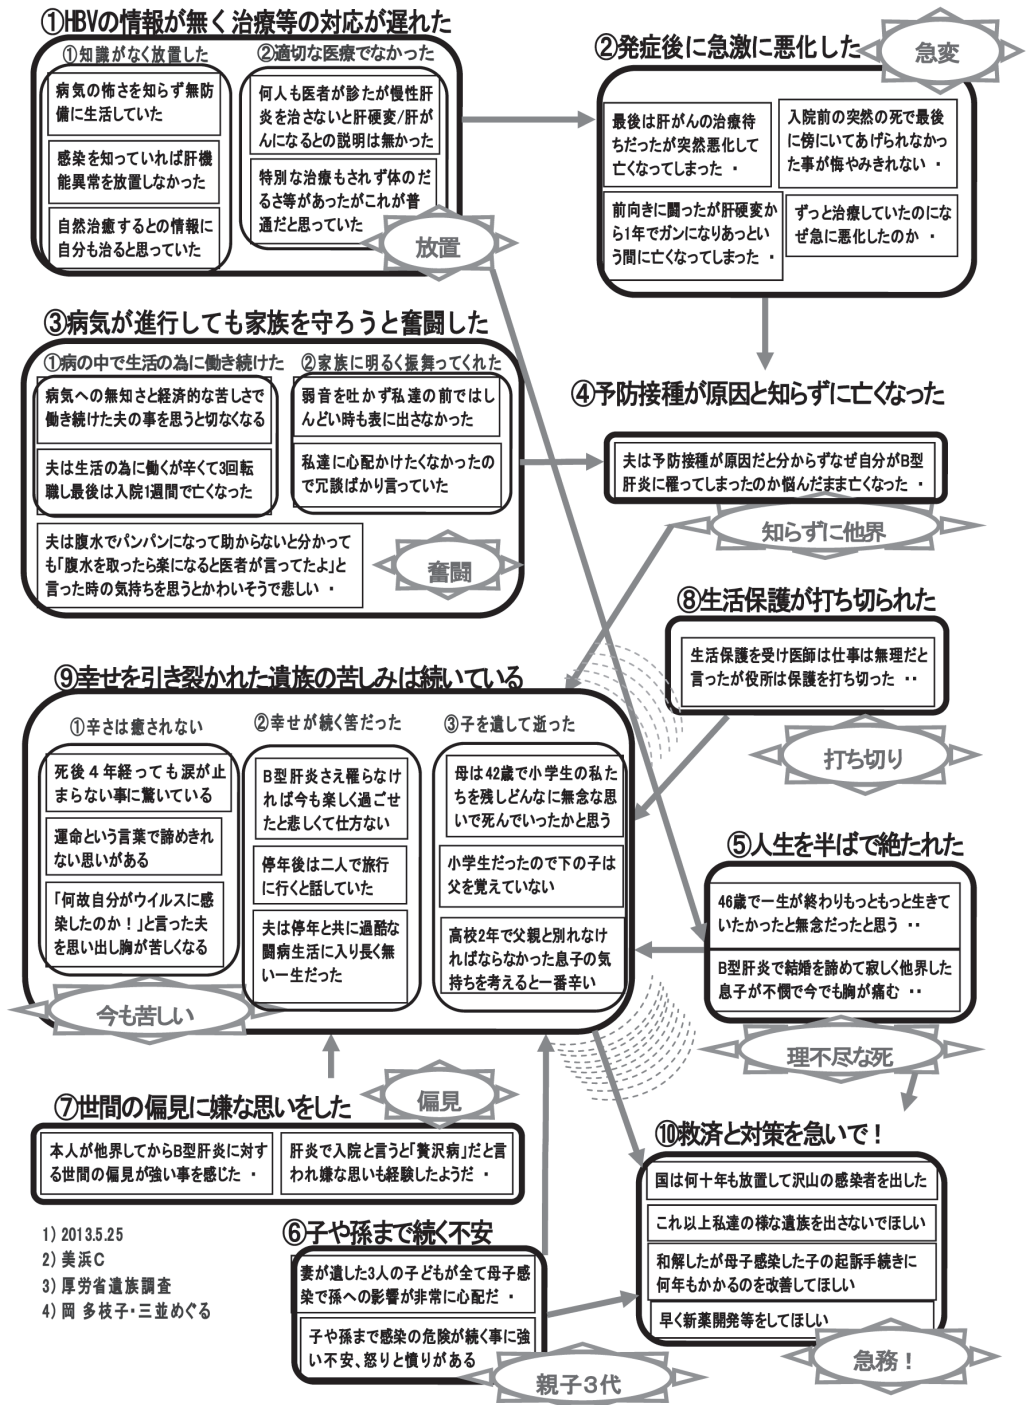 ①HBVの情報が無く治療等の対応が遅れた
①知識がなく放置した
病気の怖さを知らず無防
備に生活していた
感染を知っていれば肝機
能異常を放置しなかった
自然治癒するとの情報に
自分も治ると思っていた
②適切な医療でなかった
何人も医者が診たが慢性肝
炎を治さないと肝硬変/肝が
んになるとの説明は無かった
特別な治療もされず体のだ
るさ等があったがこれが普
通だと思っていた
放置
②発症後に急激に悪化した
急変
最後は肝がんの治療待
ちだったが突然悪化して
亡くなってしまった ・
入院前の突然の死で最後
に傍にいてあげられなかっ
た事が悔やみきれない ・
前向きに闘ったが肝硬変か
ら1年でガンになりあっとい
う間に亡くなってしまった ・
ずっと治療していたのにな
ぜ急に悪化したのか ・
③病気が進行しても家族を守ろうと奮闘した
①病の中で生活の為に働き続けた
病気への無知さと経済的な苦しさで
働き続けた夫の事を思うと切なくなる
夫は生活の為に働くが辛くて3回転
職し最後は入院1週間で亡くなった
②家族に明るく振舞ってくれた
弱音を吐かず私達の前ではし
んどい時も表に出さなかった
私達に心配かけたくなかったの
で冗談ばかり言っていた
夫は腹水でパンパンになって助からないと分かって
も「腹水を取ったら楽になると医者が言ってたよ」と
言った時の気持ちを思うとかわいそうで悲しい ・
奮闘
④予防接種が原因と知らずに亡くなった
夫は予防接種が原因だと分からずなぜ自分がB型
肝炎に罹ってしまったのか悩んだまま亡くなった ・
知らずに他界
⑧生活保護が打ち切られた
生活保護を受け医師は仕事は無理だと
言ったが役所は保護を打ち切った ・・
打ち切り
⑨幸せを引き裂かれた遺族の苦しみは続いている
①辛さは癒されない
死後4年経っても涙が止
まらない事に驚いている
運命という言葉で諦めきれ
ない思いがある
「何故自分がウイルスに感
染したのか！」と言った夫
を思い出し胸が苦しくなる
②幸せが続く筈だった
B型肝炎さえ罹らなけ
れば今も楽しく過ごせ
たと悲しくて仕方ない
停年後は二人で旅行
に行くと話していた
夫は停年と共に過酷な
闘病生活に入り長く無
い一生だった
③子を遺して逝った
母は42歳で小学生の私た
ちを残しどんなに無念な思
いで死んでいったかと思う
小学生だったので下の子は
父を覚えていない
高校2年で父親と別れなけ
ればならなかった息子の気
持ちを考えると一番辛い
今も苦しい
⑤人生を半ばで絶たれた
46歳で一生が終わりもっともっと生きて
いたかったと無念だったと思う ・・
B型肝炎で結婚を諦めて寂しく他界した
息子が不憫で今でも胸が痛む ・・
理不尽な死
⑦世間の偏見に嫌な思いをした
偏見
本人が他界してからB型肝炎に対す
る世間の偏見が強い事を感じた ・
肝炎で入院と言うと「贅沢病」だと言
われ嫌な思いも経験したようだ ・
⑩救済と対策を急いで！
国は何十年も放置して沢山の感染者を出した
これ以上私達の様な遺族を出さないでほしい
和解したが母子感染した子の起訴手続きに
何年もかかるのを改善してほしい
早く新薬開発等をしてほしい
急務！
⑥子や孫まで続く不安
妻が遺した3人の子どもが全て母子感
染で孫への影響が非常に心配だ ・
子や孫まで感染の危険が続く事に強
い不安、怒りと憤りがある
親子3代
1) 2013.5.25
2) 美浜C
3) 厚労省遺族調査
4) 岡 多枝子・三並めぐる